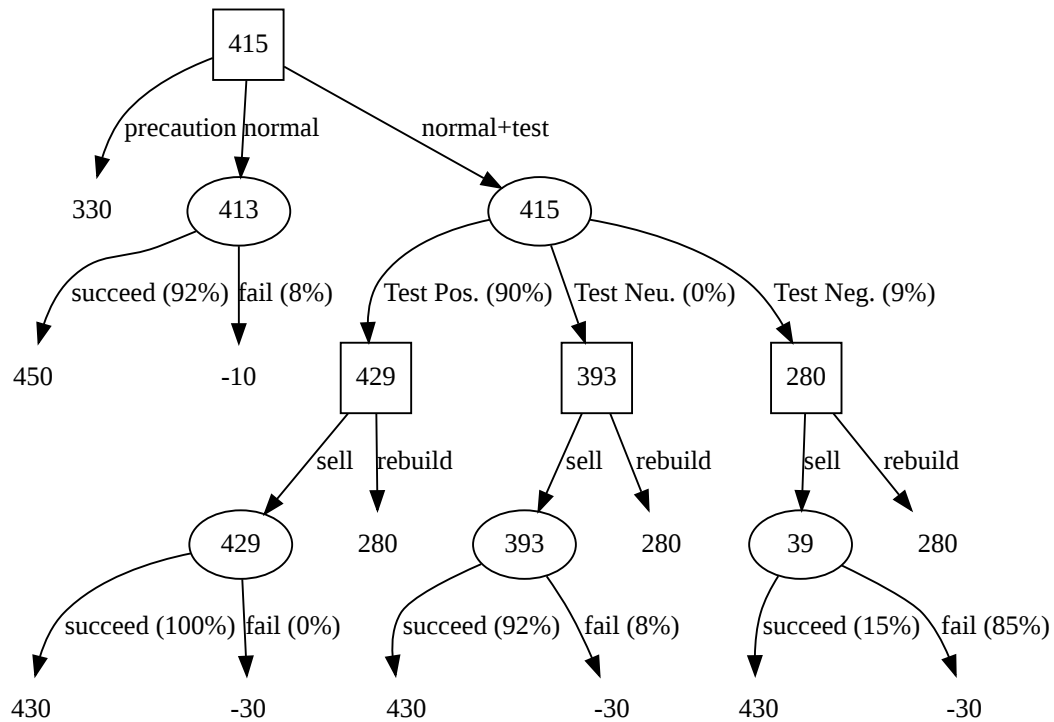 415
precaution normal normal+test
330 413 415
succeed (92%) fail (8%) Test Pos. (90%) Test Neu. (0%) Test Neg. (9%)
450 -10 429 393 280
sell rebuild sell rebuild sell rebuild
429 280 393 280 39 280
succeed (100%) fail (0%) succeed (92%) fail (8%) succeed (15%) fail (85%)
430 -30 430 -30 430 -30